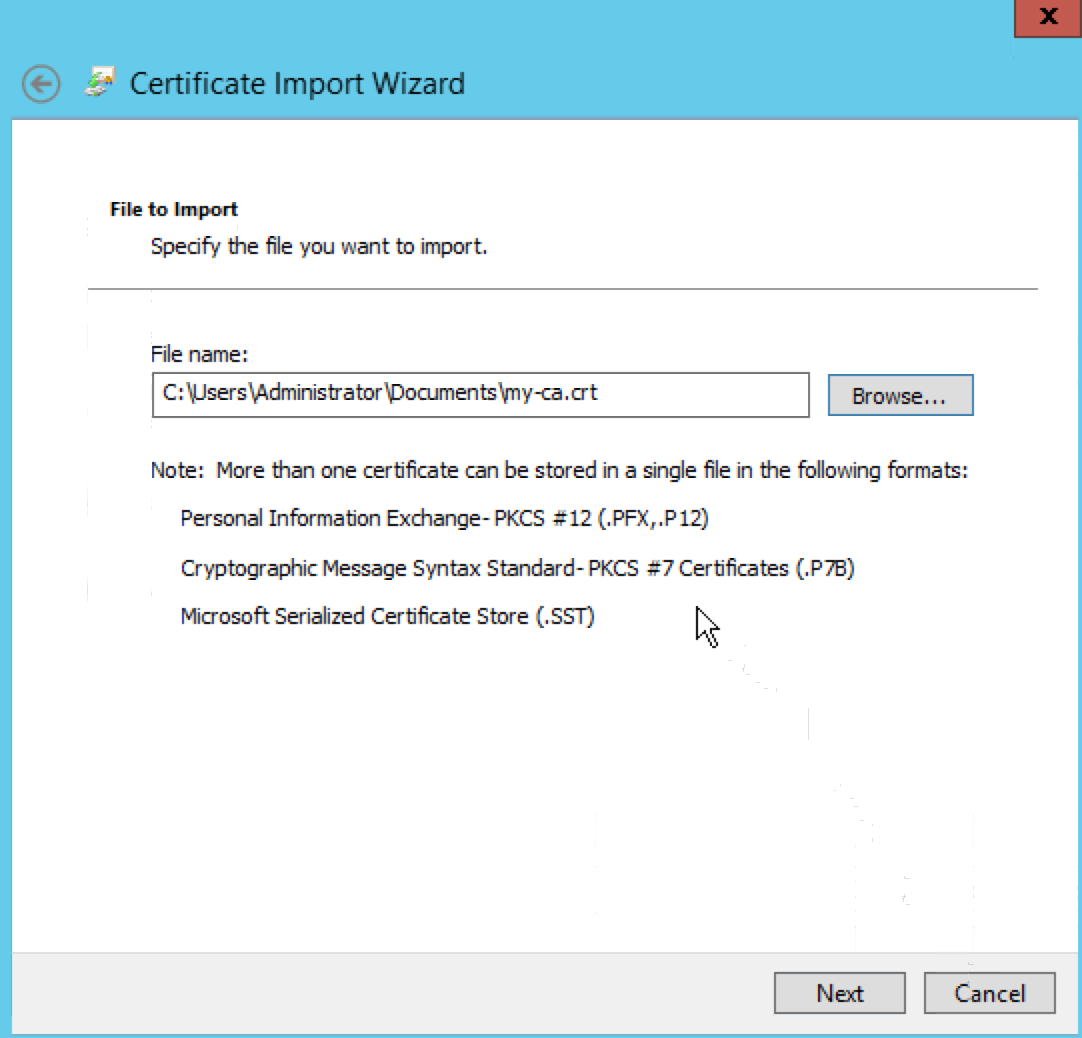 X
Certificate Import Wizard
File to Import
Specify the file you want to import.
File name:
C:\Users\Administrator\Documents\my-ca.crt
Browse...
Note:  More than one certificate can be stored in a single file in the following formats:
Personal Information Exchange- PKCS #12 (.PFX,.P12)
Cryptographic Message Syntax Standard- PKCS #7 Certificates (.P7B)
Microsoft Serialized Certificate Store (.SST)
Next
Cancel